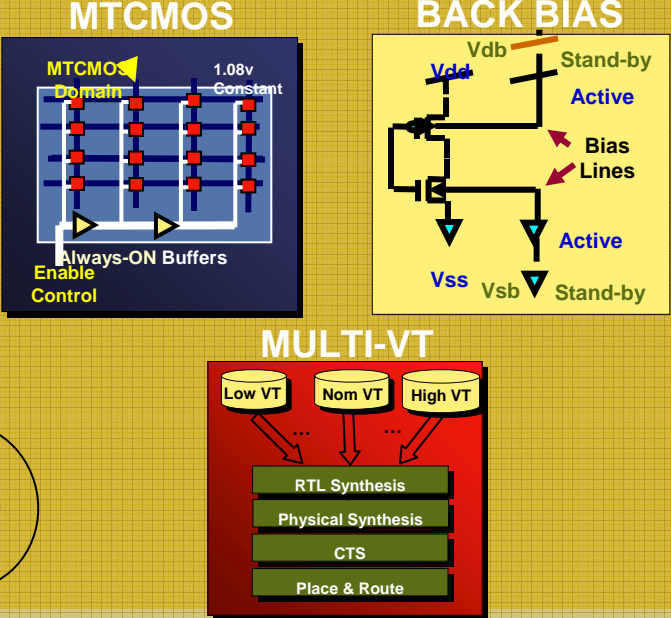 MTCMOS
MTCMOS
Domain
1.08v
Constant
Always-ON Buffers
Enable
Control
BACK BIAS
Vdb
Stand-by
Vdd
Active
Bias
Lines
Active
Vss
Vsb
Stand-by
MULTI-VT
Low VT
Nom VT
High VT
...
...
RTL Synthesis
Physical Synthesis
CTS
Place & Route